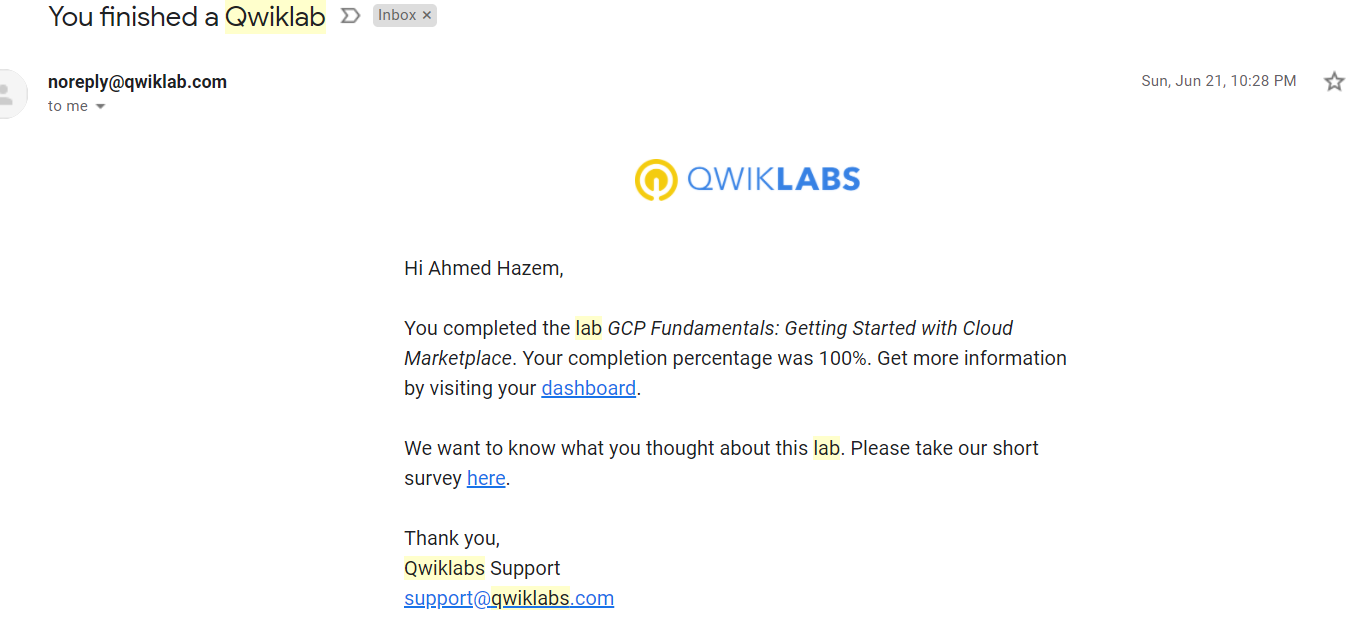 You finished a Qwiklab Inbox ×
noreply@qwiklab.com Sun, Jun 21, 10:28 PM
to me
QWIKLABS
Hi Ahmed Hazem,
You completed the lab GCP Fundamentals: Getting Started with Cloud
Marketplace. Your completion percentage was 100%. Get more information
by visiting your dashboard.
We want to know what you thought about this lab. Please take our short
survey here.
Thank you,
Qwiklabs Support
support@qwiklabs.com